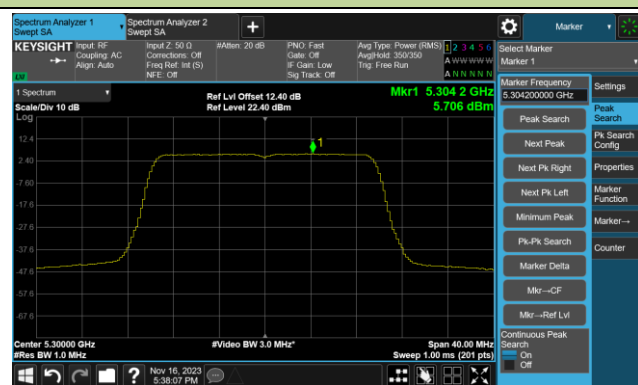 Spectrum Analyzer 1
Swept SA
Spectrum Analyzer 2
Swept SA
+
Marker
KEYSIGHT
Input: RF
Coupling: AC
Align: Auto
Input Z: 50 Ω
Corrections: Off
Freq Ref: Int (S)
NFE: Off
#Atten: 20 dB
PNO: Fast
Gate: Off
IF Gain: Low
Sig Track: Off
Avg Type: Power (RMS)
Avg|Hold: 350/350
Trig: Free Run
1 2 3 4 5 6
A W W W W W
A N N N N N
LXI
Select Marker
Marker 1
1 Spectrum
Scale/Div 10 dB
Log
Ref Lvl Offset 12.40 dB
Ref Level 22.40 dBm
Mkr1 5.304 2 GHz
5.706 dBm
1
12.4
2.40
-7.60
-17.6
-27.6
-37.6
-47.6
-57.6
-67.6
Center 5.30000 GHz
#Res BW 1.0 MHz
#Video BW 3.0 MHz*
Span 40.00 MHz
Sweep 1.00 ms (201 pts)
Marker Frequency
5.304200000 GHz
Peak Search
Next Peak
Next Pk Right
Next Pk Left
Minimum Peak
Pk-Pk Search
Marker Delta
Mkr→CF
Mkr→Ref Lvl
Continuous Peak
Search
On
Off
Settings
Peak
Search
Pk Search
Config
Properties
Marker
Function
Marker→
Counter
?
Nov 16, 2023
5:38:07 PM